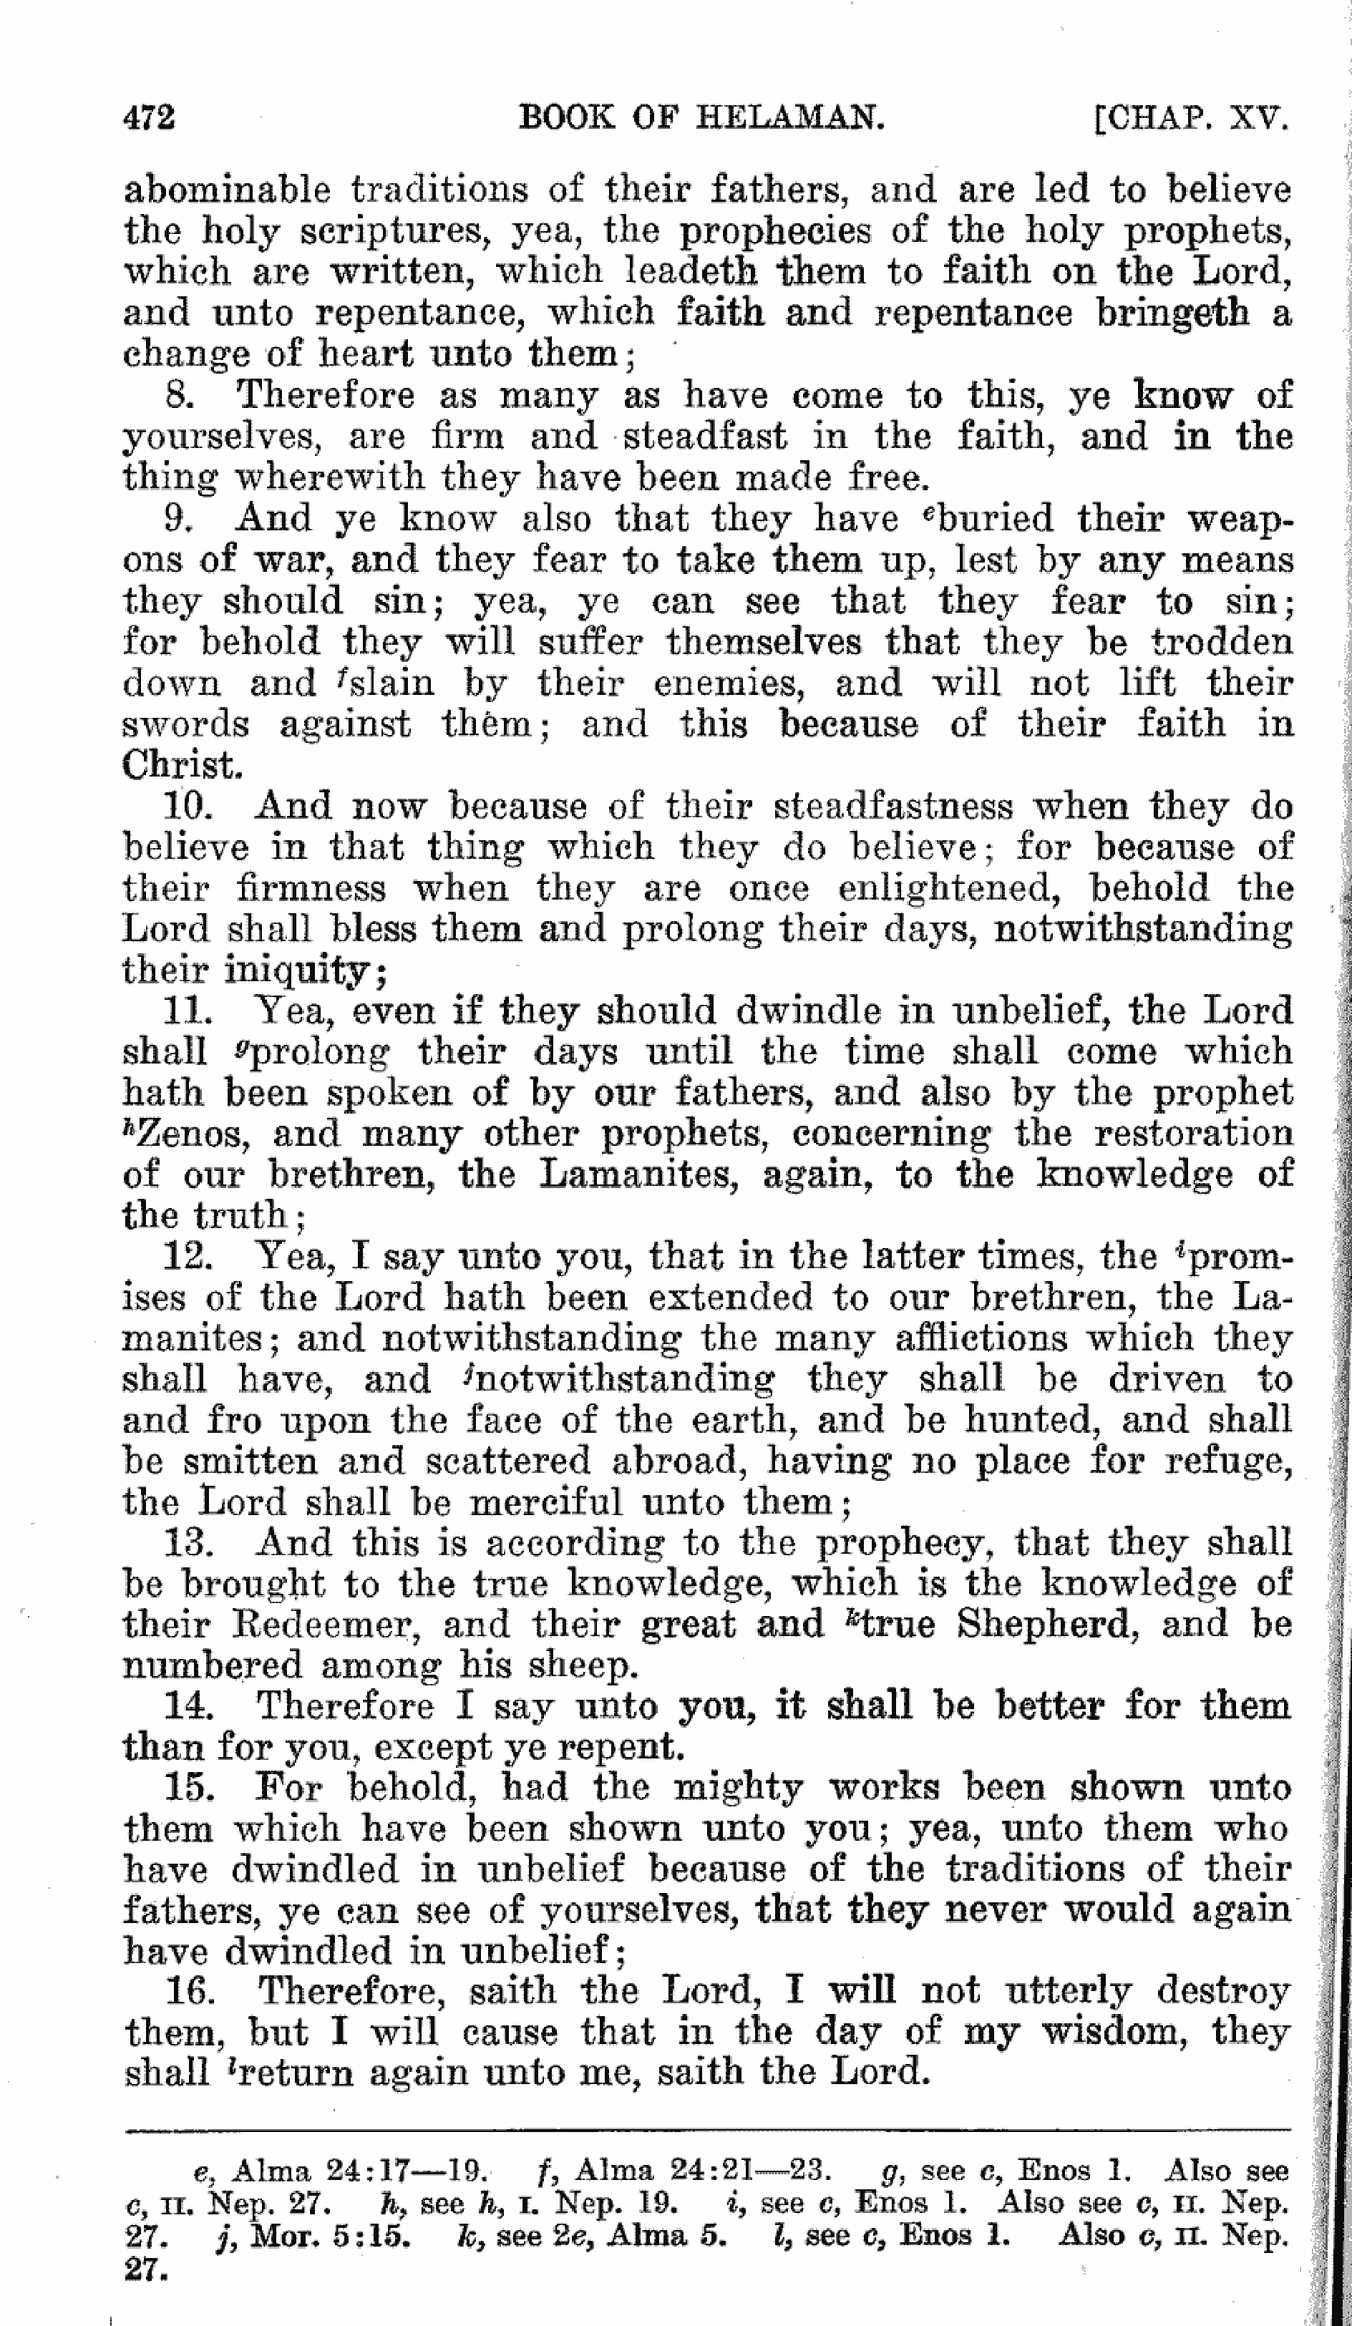 472 BOOK OF HELAMAN. [CHAP. XV.
abominable traditions of their fathers, and are led to believe
the holy scriptures, yea, the prophecies of the holy prophets,
which are written, which leadeth them to faith on the Lord,
and unto repentance, which faith and repentance bringeth a
change of heart unto them;
8. Therefore as many as have come to this, ye know of
yourselves, are firm and steadfast in the faith, and in the
thing wherewith they have been made free.
9. And ye know also that they have ᵉburied their weap-
ons of war, and they fear to take them up, lest by any means
they should sin; yea, ye can see that they fear to sin;
for behold they will suffer themselves that they be trodden
down and ᶠslain by their enemies, and will not lift their
swords against them; and this because of their faith in
Christ.
10. And now because of their steadfastness when they do
believe in that thing which they do believe; for because of
their firmness when they are once enlightened, behold the
Lord shall bless them and prolong their days, notwithstanding
their iniquity;
11. Yea, even if they should dwindle in unbelief, the Lord
shall ᵍprolong their days until the time shall come which
hath been spoken of by our fathers, and also by the prophet
ʰZenos, and many other prophets, concerning the restoration
of our brethren, the Lamanites, again, to the knowledge of
the truth;
12. Yea, I say unto you, that in the latter times, the ⁱprom-
ises of the Lord hath been extended to our brethren, the La-
manites; and notwithstanding the many afflictions which they
shall have, and ʲnotwithstanding they shall be driven to
and fro upon the face of the earth, and be hunted, and shall
be smitten and scattered abroad, having no place for refuge,
the Lord shall be merciful unto them;
13. And this is according to the prophecy, that they shall
be brought to the true knowledge, which is the knowledge of
their Redeemer, and their great and ᵏtrue Shepherd, and be
numbered among his sheep.
14. Therefore I say unto you, it shall be better for them
than for you, except ye repent.
15. For behold, had the mighty works been shown unto
them which have been shown unto you; yea, unto them who
have dwindled in unbelief because of the traditions of their
fathers, ye can see of yourselves, that they never would again
have dwindled in unbelief;
16. Therefore, saith the Lord, I will not utterly destroy
them, but I will cause that in the day of my wisdom, they
shall ˡreturn again unto me, saith the Lord.
e, Alma 24:17—19. f, Alma 24:21—23. g, see c, Enos 1. Also see
c, II. Nep. 27. h, see h, I. Nep. 19. i, see c, Enos 1. Also see c, II. Nep.
27. j, Mor. 5:15. k, see 2e, Alma 5. l, see c, Enos 1. Also c, II. Nep.
27.